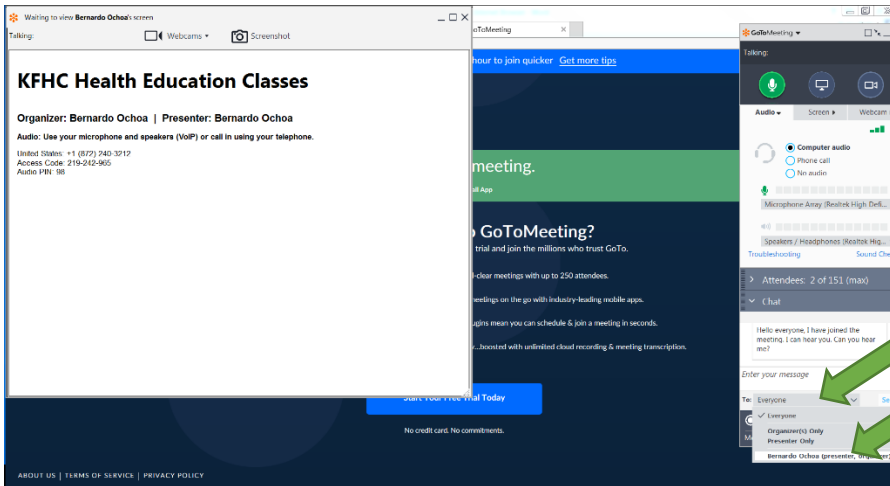 Waiting to view Bernardo Ochoa's screen
Talking:
Webcams
Screenshot
KFHC Health Education Classes
Organizer: Bernardo Ochoa | Presenter: Bernardo Ochoa
Audio: Use your microphone and speakers (VoIP) or call in using your telephone.
United States: +1 (872) 240-3212
Access Code: 219-242-965
Audio PIN: 98
oToMeeting
hour to join quicker Get more tips
meeting.
all App
GoToMeeting?
trial and join the millions who trust GoTo.
l-clear meetings with up to 250 attendees.
eetings on the go with industry-leading mobile apps.
ugins mean you can schedule & join a meeting in seconds.
...boosted with unlimited cloud recording & meeting transcription.
Start Your Free Trial Today
No credit card. No commitments.
ABOUT US | TERMS OF SERVICE | PRIVACY POLICY
GoToMeeting
Talking:
Audio
Screen
Webcam
Computer audio
Phone call
No audio
Microphone Array (Realtek High Defi...
Speakers / Headphones (Realtek Hig...
Troubleshooting
Sound Che
Attendees: 2 of 151 (max)
Chat
Hello everyone, I have joined the
meeting. I can hear you. Can you hear
me?
Enter your message
To: Everyone
Se
Everyone
Organizer(s) Only
Presenter Only
Bernardo Ochoa (presenter,